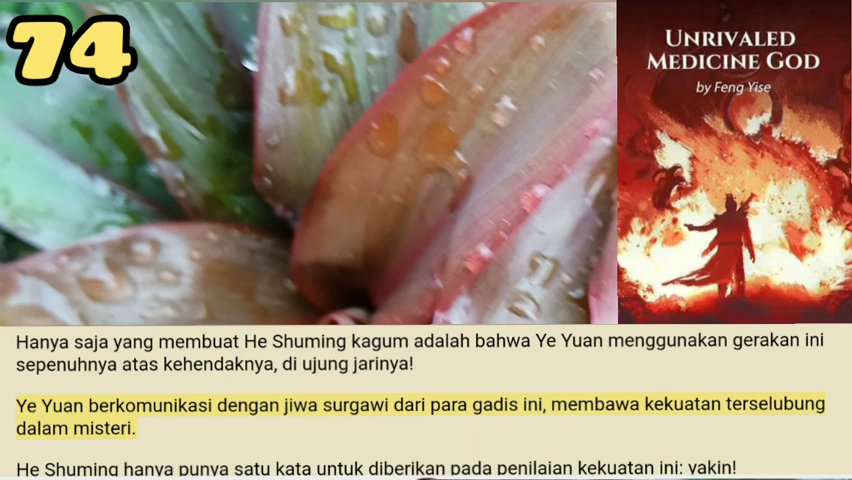 74
UNRIVALED
MEDICINE GOD
by Feng Yise
Hanya saja yang membuat He Shuming kagum adalah bahwa Ye Yuan menggunakan gerakan ini
sepenuhnya atas kehendaknya, di ujung jarinya!
Ye Yuan berkomunikasi dengan jiwa surgawi dari para gadis ini, membawa kekuatan terselubung
dalam misteri.
He Shuming hanya punya satu kata untuk diberikan pada penilaian kekuatan ini: yakin!